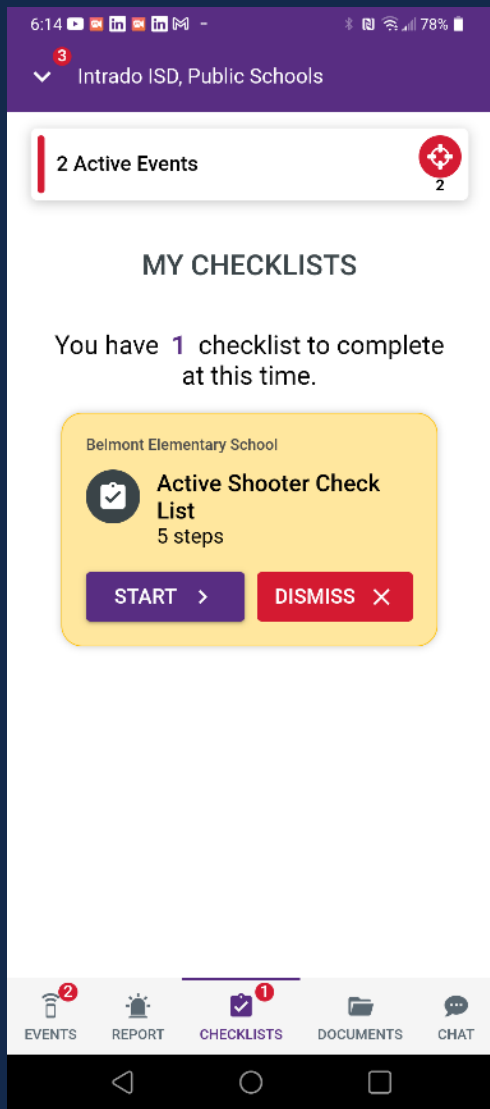 6:14
78%
3
Intrado ISD, Public Schools
2 Active Events
2
MY CHECKLISTS
You have 1 checklist to complete
at this time.
Belmont Elementary School
Active Shooter Check
List
5 steps
START
DISMISS
2
1
EVENTS REPORT CHECKLISTS DOCUMENTS CHAT